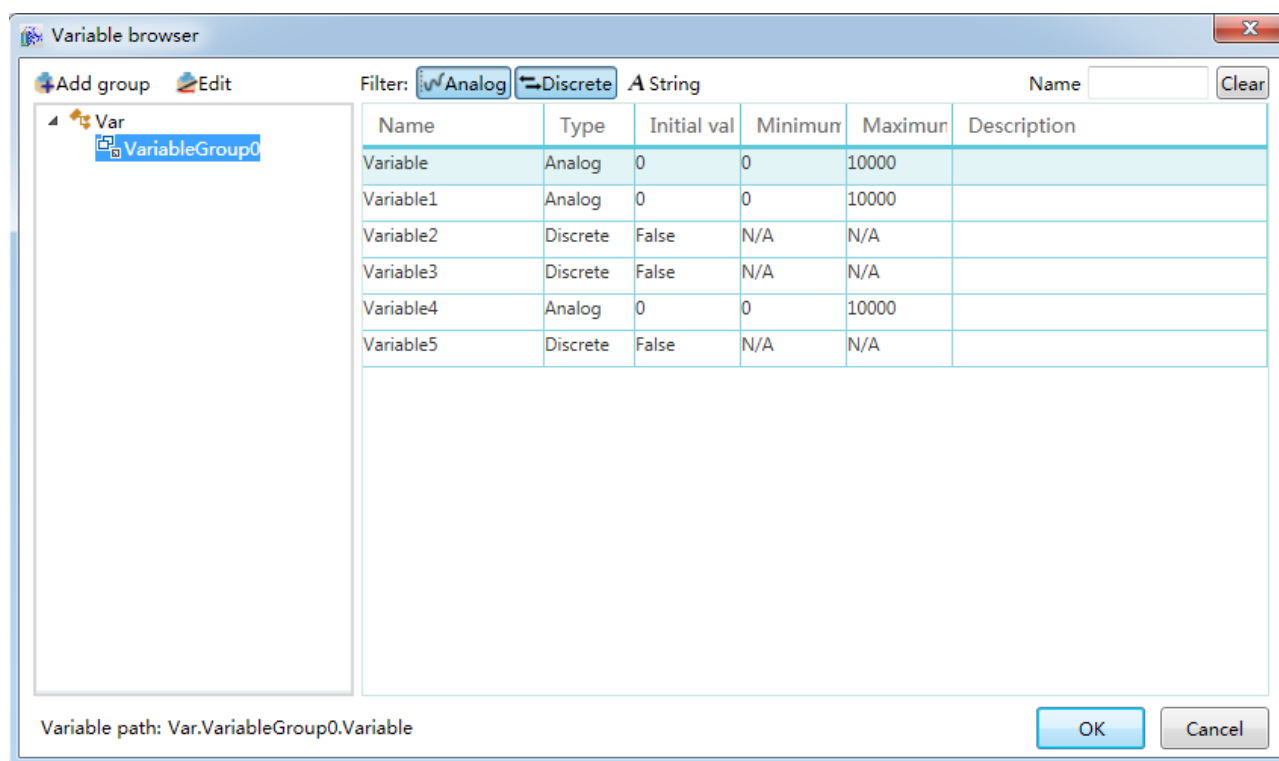 Variable browser
Add group Edit Filter: Analog Discrete A String Name Clear
Var
VariableGroup0
Name Type Initial val Minimum Maximun Description
Variable Analog 0 0 10000
Variable1 Analog 0 0 10000
Variable2 Discrete False N/A N/A
Variable3 Discrete False N/A N/A
Variable4 Analog 0 0 10000
Variable5 Discrete False N/A N/A
Variable path: Var.VariableGroup0.Variable OK Cancel